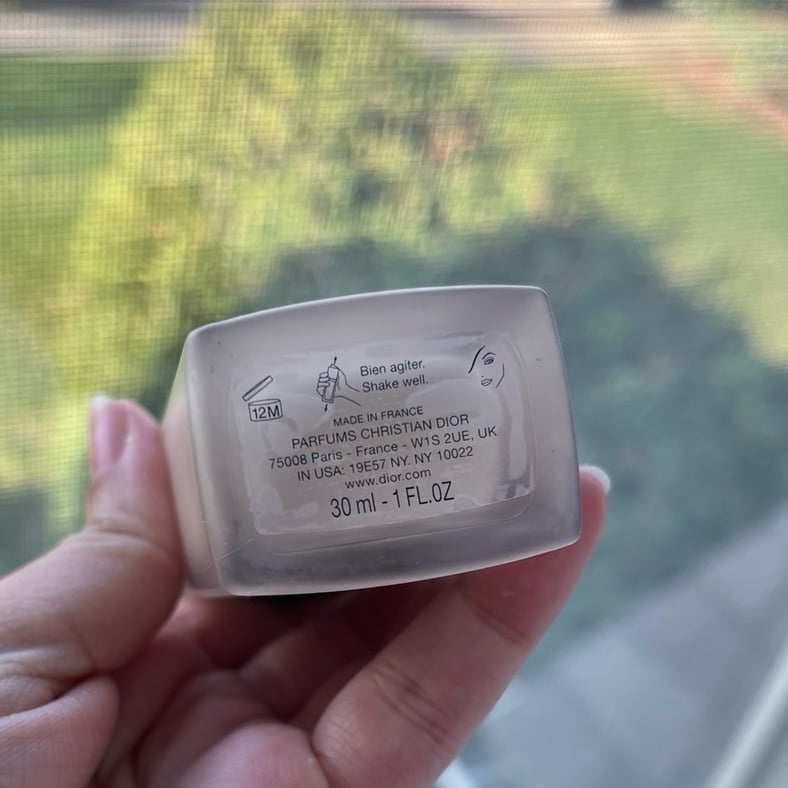 12M
Bien agiter.
Shake well.
MADE IN FRANCE
PARFUMS CHRISTIAN DIOR
75008 Paris - France - W1S 2UE, UK
IN USA: 19E57 NY. NY 10022
www.dior.com
30 ml - 1 FL.OZ